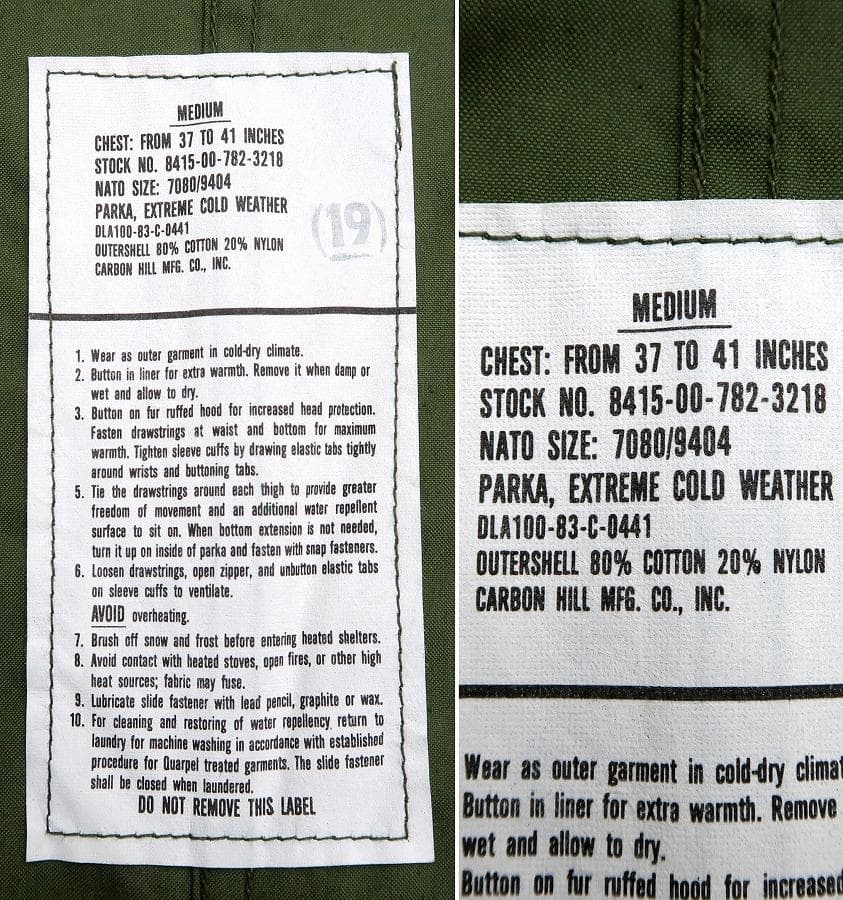 MEDIUM
CHEST: FROM 37 TO 41 INCHES
STOCK NO. 8415-00-782-3218
NATO SIZE: 7080/9404
PARKA, EXTREME COLD WEATHER
DLA100-83-C-0441
OUTERSHELL 80% COTTON 20% NYLON
CARBON HILL MFG. CO., INC.
(19)
1. Wear as outer garment in cold-dry climate.
2. Button in liner for extra warmth. Remove it when damp or
wet and allow to dry.
3. Button on fur ruffed hood for increased head protection.
Fasten drawstrings at waist and bottom for maximum
warmth. Tighten sleeve cuffs by drawing elastic tabs tightly
around wrists and buttoning tabs.
5. Tie the drawstrings around each thigh to provide greater
freedom of movement and an additional water repellent
surface to sit on. When bottom extension is not needed,
turn it up on inside of parka and fasten with snap fasteners.
6. Loosen drawstrings, open zipper, and unbutton elastic tabs
on sleeve cuffs to ventilate.
AVOID overheating.
7. Brush off snow and frost before entering heated shelters.
8. Avoid contact with heated stoves, open fires, or other high
heat sources; fabric may fuse.
9. Lubricate slide fastener with lead pencil, graphite or wax.
10. For cleaning and restoring of water repellency, return to
laundry for machine washing in accordance with established
procedure for Quarpel treated garments. The slide fastener
shall be closed when laundered.
DO NOT REMOVE THIS LABEL
MEDIUM
CHEST: FROM 37 TO 41 INCHES
STOCK NO. 8415-00-782-3218
NATO SIZE: 7080/9404
PARKA, EXTREME COLD WEATHER
DLA100-83-C-0441
OUTERSHELL 80% COTTON 20% NYLON
CARBON HILL MFG. CO., INC.
Wear as outer garment in cold-dry climat
Button in liner for extra warmth. Remove
wet and allow to dry.
Button on fur ruffed hood for increased